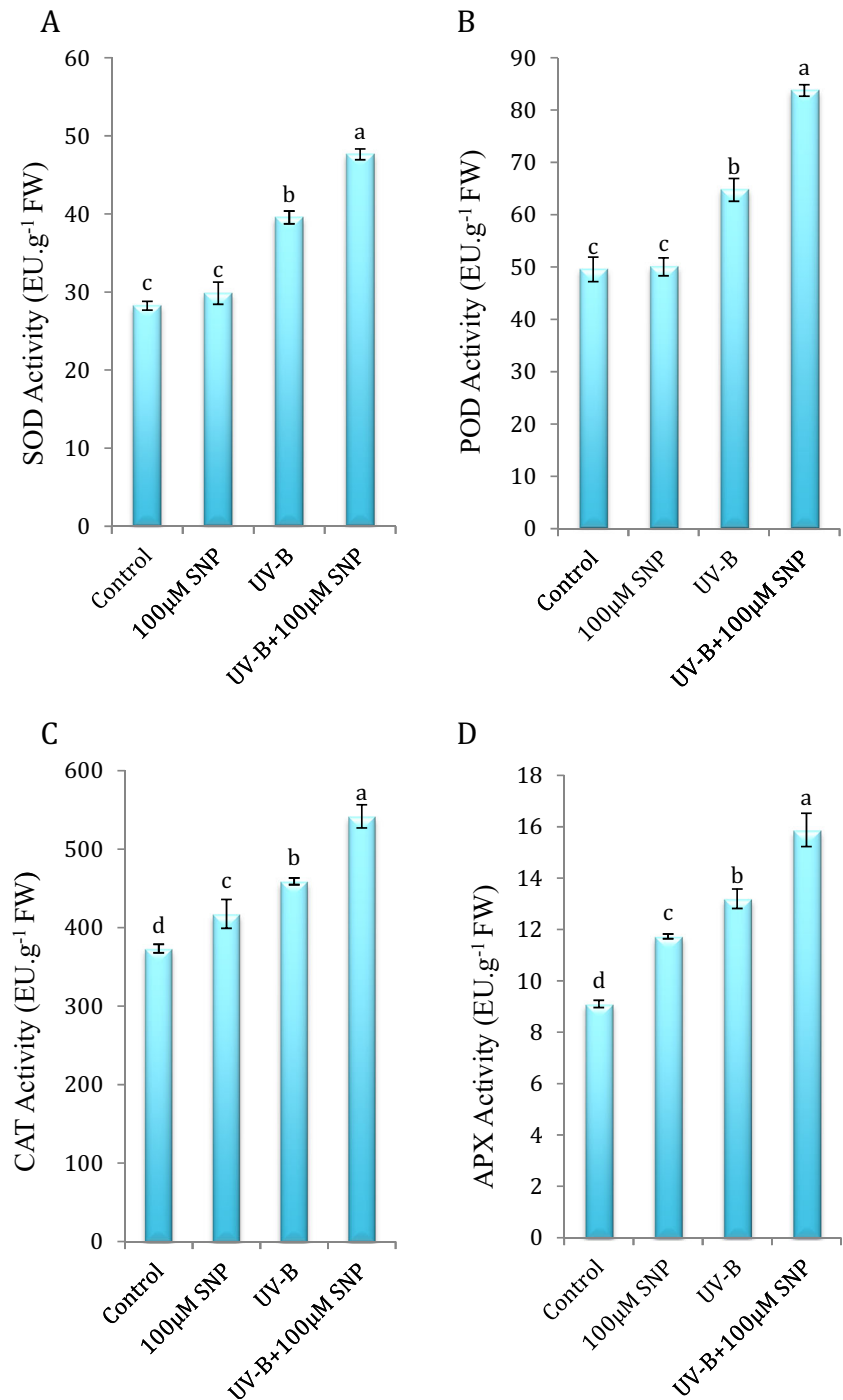 A
SOD Activity (EU.g⁻¹ FW)
60
50
40
30
20
10
0
c
c
b
a
Control
100µM SNP
UV-B
UV-B+100µM SNP
B
POD Activity (EU.g⁻¹ FW)
90
80
70
60
50
40
30
20
10
0
c
c
b
a
Control
100µM SNP
UV-B
UV-B+100µM SNP
C
CAT Activity (EU.g⁻¹ FW)
600
500
400
300
200
100
0
d
c
b
a
Control
100µM SNP
UV-B
UV-B+100µM SNP
D
APX Activity (EU.g⁻¹ FW)
18
16
14
12
10
8
6
4
2
0
d
c
b
a
Control
100µM SNP
UV-B
UV-B+100µM SNP